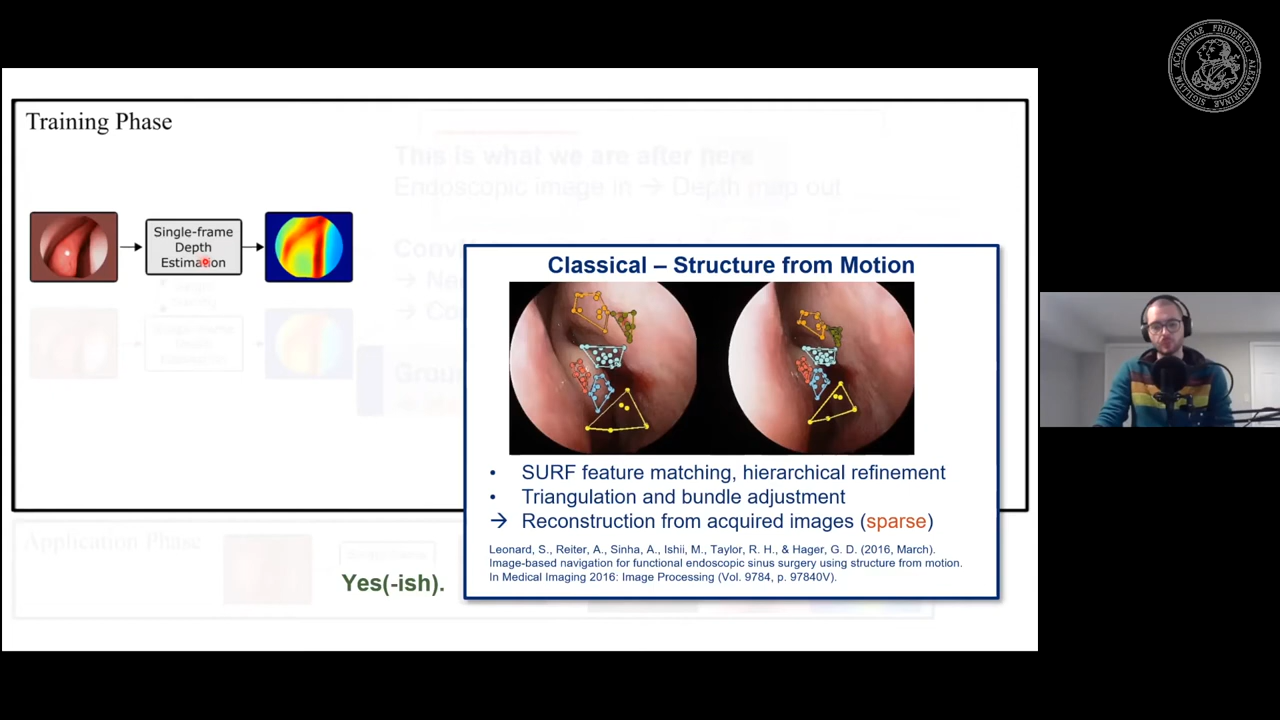 Training Phase
This is what we are after here
Endoscopic image in → Depth map out
Single-frame
Depth
Estimation
Classical – Structure from Motion
• SURF feature matching, hierarchical refinement
• Triangulation and bundle adjustment
→ Reconstruction from acquired images (sparse)
Leonard, S., Reiter, A., Sinha, A., Ishii, M., Taylor, R. H., & Hager, G. D. (2016, March).
Image-based navigation for functional endoscopic sinus surgery using structure from motion.
In Medical Imaging 2016: Image Processing (Vol. 9784, p. 97840V).
Application Phase
Yes(-ish).